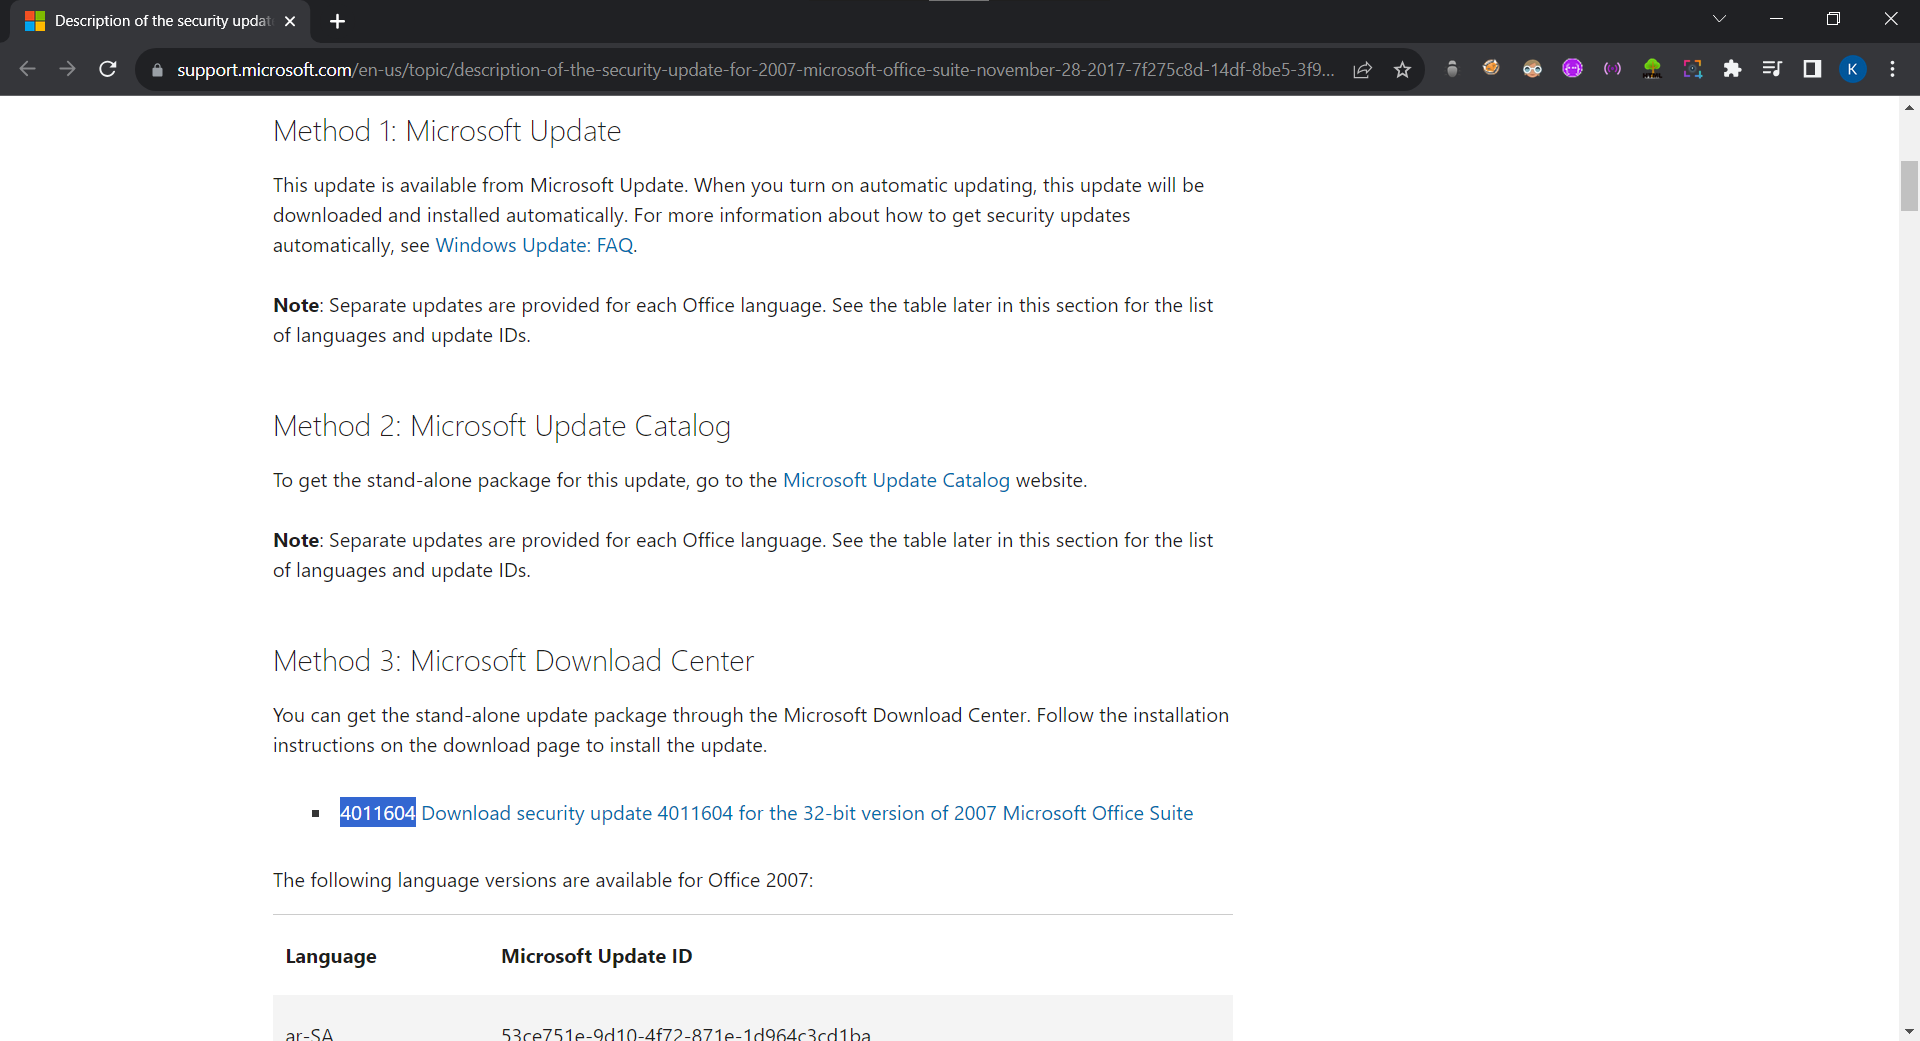 Description of the security updat
support.microsoft.com/en-us/topic/description-of-the-security-update-for-2007-microsoft-office-suite-november-28-2017-7f275c8d-14df-8be5-3f9...
K
Method 1: Microsoft Update
This update is available from Microsoft Update. When you turn on automatic updating, this update will be
downloaded and installed automatically. For more information about how to get security updates
automatically, see Windows Update: FAQ.
Note: Separate updates are provided for each Office language. See the table later in this section for the list
of languages and update IDs.
Method 2: Microsoft Update Catalog
To get the stand-alone package for this update, go to the Microsoft Update Catalog website.
Note: Separate updates are provided for each Office language. See the table later in this section for the list
of languages and update IDs.
Method 3: Microsoft Download Center
You can get the stand-alone update package through the Microsoft Download Center. Follow the installation
instructions on the download page to install the update.
4011604 Download security update 4011604 for the 32-bit version of 2007 Microsoft Office Suite
The following language versions are available for Office 2007:
Language Microsoft Update ID
ar-SA 53ce751e-9d10-4f72-871e-1d964c3cd1ba